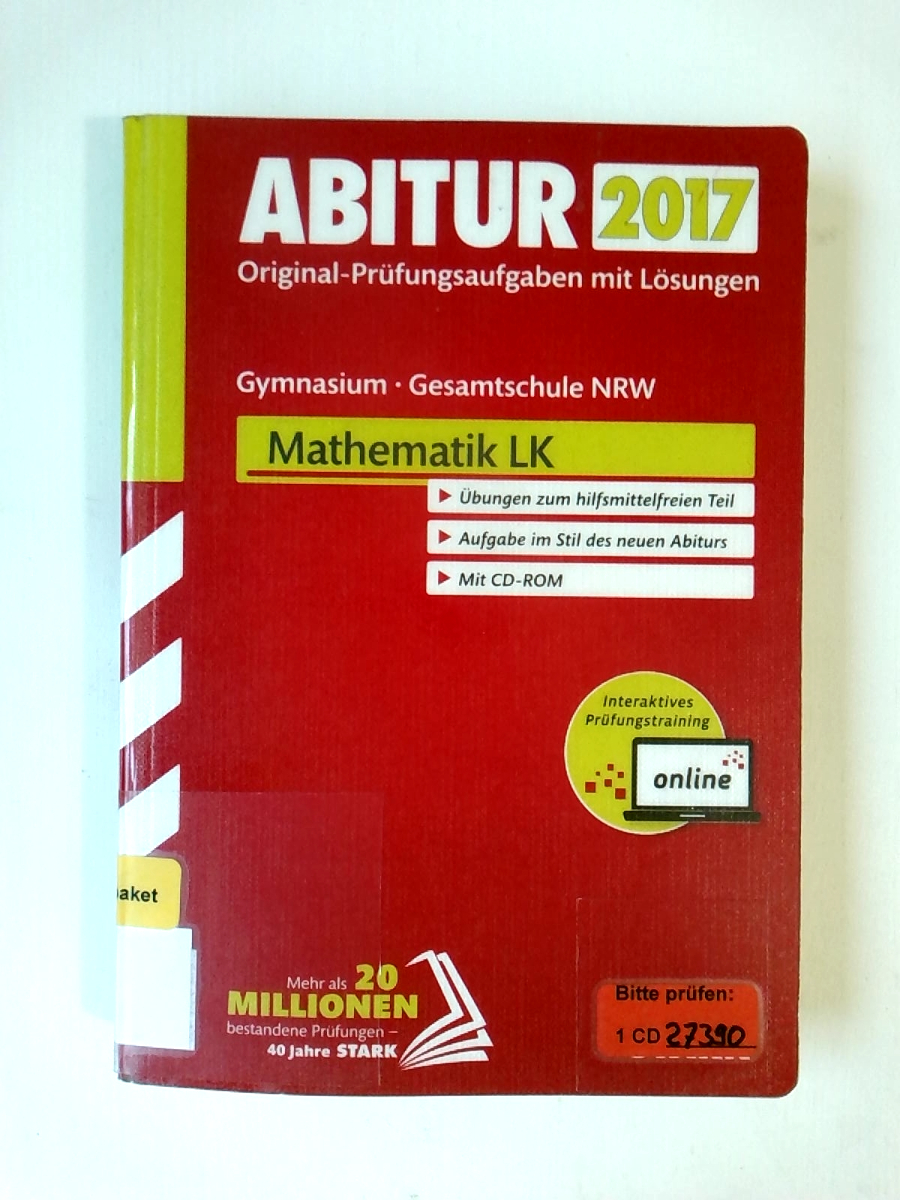 ABITUR 2017
Original-Prüfungsaufgaben mit Lösungen
Gymnasium · Gesamtschule NRW
Mathematik LK
Übungen zum hilfsmittelfreien Teil
Aufgabe im Stil des neuen Abiturs
Mit CD-ROM
Interaktives
Prüfungstraining
online
Mehr als 20
MILLIONEN
bestandene Prüfungen –
40 Jahre STARK
Bitte prüfen:
1 CD 27390